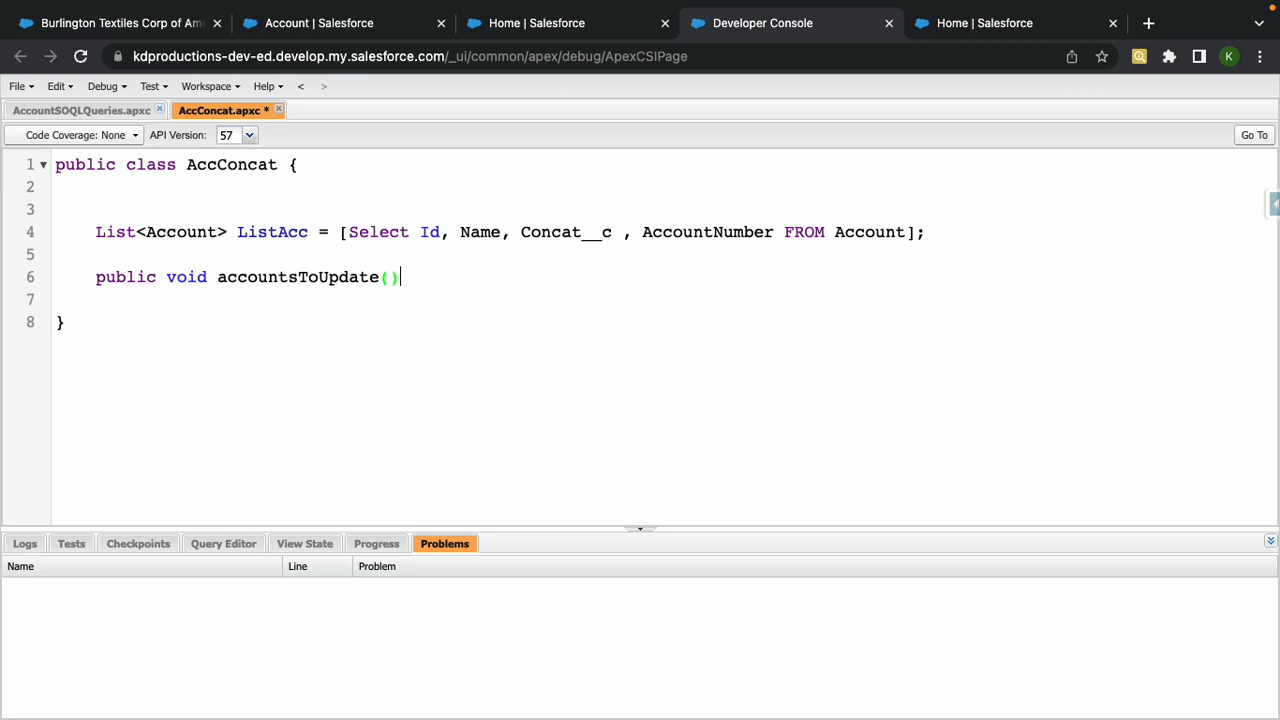 Burlington Textiles Corp of Am
Account | Salesforce
Home | Salesforce
Developer Console
Home | Salesforce
kdproductions-dev-ed.develop.my.salesforce.com/_ui/common/apex/debug/ApexCSIPage
K
File Edit Debug Test Workspace Help < >
AccountSOQLQueries.apxc
AccConcat.apxc *
Code Coverage: None API Version: 57 Go To
1 public class AccConcat {
2
3
4 List<Account> ListAcc = [Select Id, Name, Concat__c , AccountNumber FROM Account];
5
6 public void accountsToUpdate()
7
8 }
Logs Tests Checkpoints Query Editor View State Progress Problems
Name Line Problem